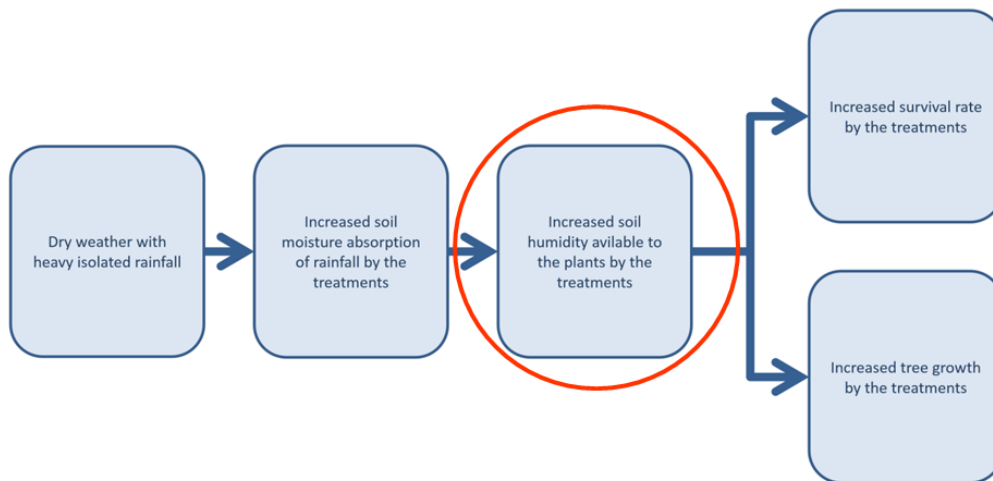 Dry weather with
heavy isolated rainfall
Increased soil
moisture absorption
of rainfall by the
treatments
Increased soil
humidity avilable to
the plants by the
treatments
Increased survival rate
by the treatments
Increased tree growth
by the treatments